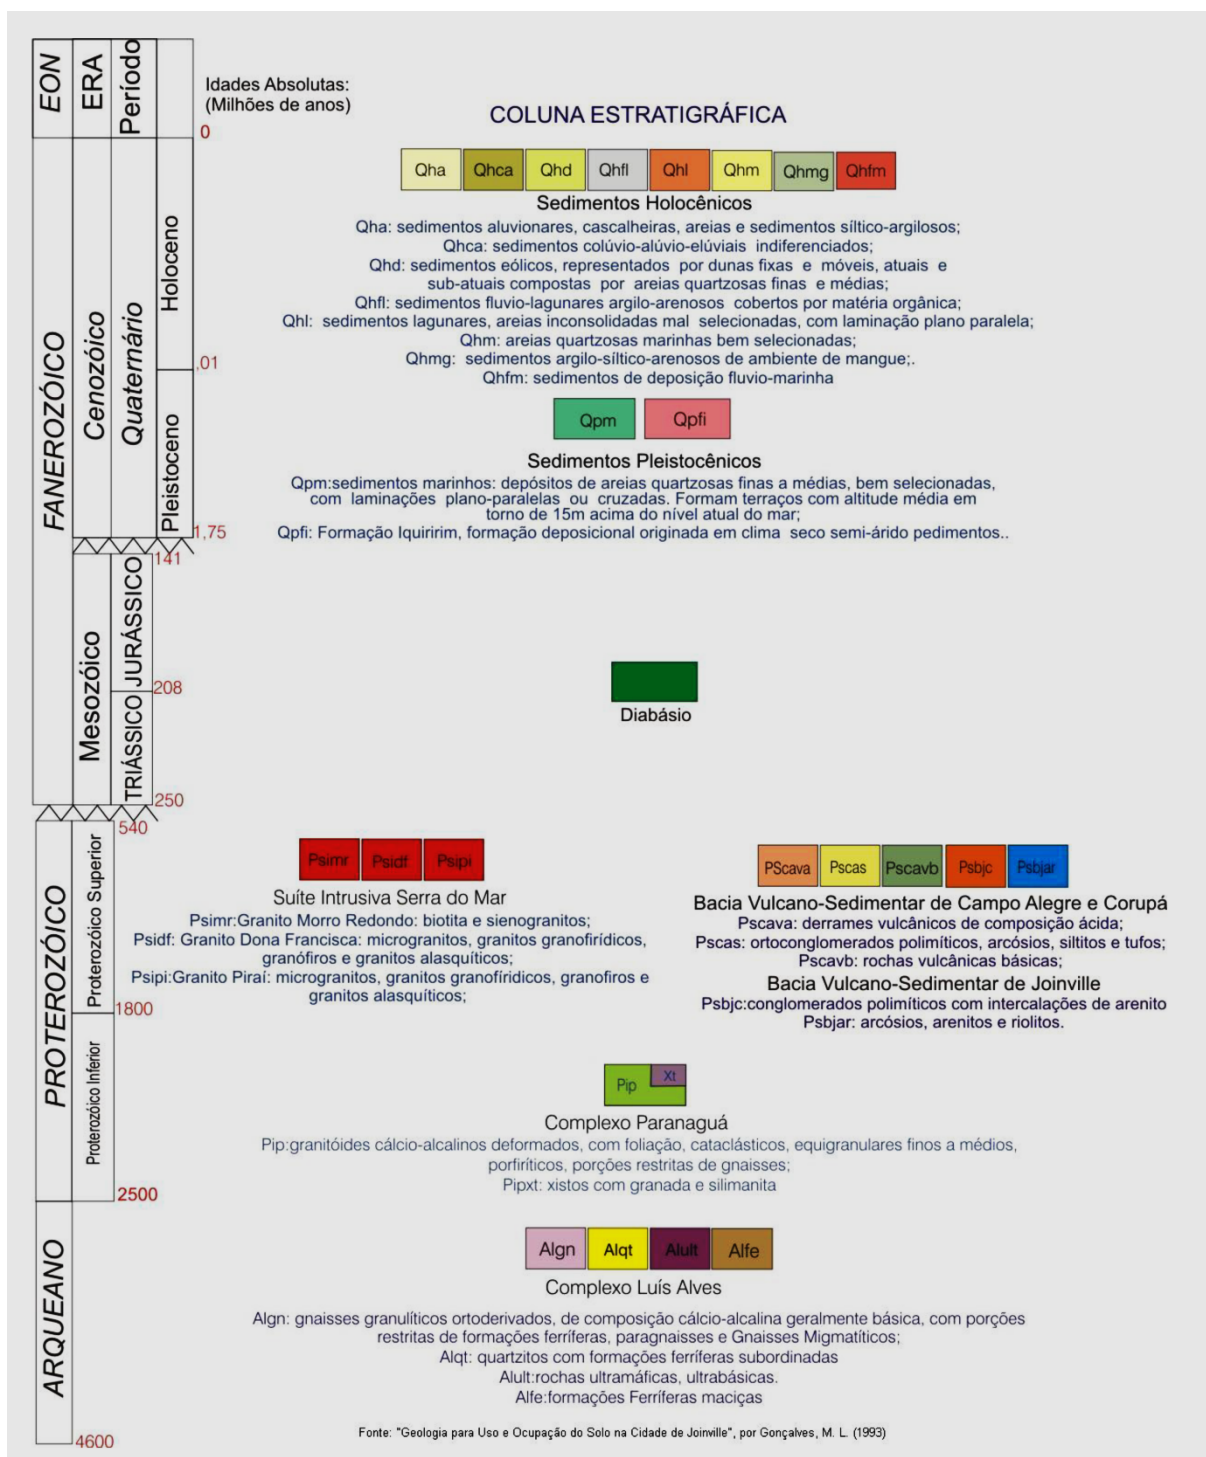 EON
ERA
Período
Idades Absolutas:
(Milhões de anos)
COLUNA ESTRATIGRÁFICA
0
FANEROZÓICO
Cenozóico
Quaternário
Holoceno
Qha Qhca Qhd Qhfl Qhl Qhm Qhmg Qhfm
Sedimentos Holocênicos
Qha: sedimentos aluvionares, cascalheiras, areias e sedimentos síltico-argilosos;
Qhca: sedimentos colúvio-alúvio-elúviais indiferenciados;
Qhd: sedimentos eólicos, representados por dunas fixas e móveis, atuais e
sub-atuais compostas por areias quartzosas finas e médias;
Qhfl: sedimentos fluvio-lagunares argilo-arenosos cobertos por matéria orgânica;
Qhl: sedimentos lagunares, areias inconsolidadas mal selecionadas, com laminação plano paralela;
Qhm: areias quartzosas marinhas bem selecionadas;
Qhmg: sedimentos argilo-síltico-arenosos de ambiente de mangue;.
Qhfm: sedimentos de deposição fluvio-marinha
,01
Pleistoceno
Qpm Qpfi
Sedimentos Pleistocênicos
Qpm:sedimentos marinhos: depósitos de areias quartzosas finas a médias, bem selecionadas,
com laminações plano-paralelas ou cruzadas. Formam terraços com altitude média em
torno de 15m acima do nível atual do mar;
Qpfi: Formação Iquiririm, formação deposicional originada em clima seco semi-árido pedimentos..
1,75
141
Mesozóico
JURÁSSICO
208
TRIÁSSICO
Diabásio
250
540
PROTEROZÓICO
Proterozóico Superior
Psimr Psidf Psipi
Suíte Intrusiva Serra do Mar
Psimr:Granito Morro Redondo: biotita e sienogranitos;
Psidf: Granito Dona Francisca: microgranitos, granitos granofirídicos,
granófiros e granitos alasquíticos;
Psipi:Granito Piraí: microgranitos, granitos granofíridicos, granofiros e
granitos alasquíticos;
PScava Pscas Pscavb Psbjc Psbjar
Bacia Vulcano-Sedimentar de Campo Alegre e Corupá
Pscava: derrames vulcânicos de composição ácida;
Pscas: ortoconglomerados polimíticos, arcósios, siltitos e tufos;
Pscavb: rochas vulcânicas básicas;
Bacia Vulcano-Sedimentar de Joinville
Psbjc:conglomerados polimíticos com intercalações de arenito
Psbjar: arcósios, arenitos e riolitos.
1800
Proterozóico Inferior
Pip Xt
Complexo Paranaguá
Pip:granitóides cálcio-alcalinos deformados, com foliação, cataclásticos, equigranulares finos a médios,
porfiríticos, porções restritas de gnaisses;
Pipxt: xistos com granada e silimanita
2500
ARQUEANO
Algn Alqt Alult Alfe
Complexo Luís Alves
Algn: gnaisses granulíticos ortoderivados, de composição cálcio-alcalina geralmente básica, com porções
restritas de formações ferríferas, paragnaisses e Gnaisses Migmatíticos;
Alqt: quartzitos com formações ferríferas subordinadas
Alult:rochas ultramáficas, ultrabásicas.
Alfe:formações Ferríferas maciças
4600
Fonte: "Geologia para Uso e Ocupação do Solo na Cidade de Joinville", por Gonçalves, M. L. (1993)